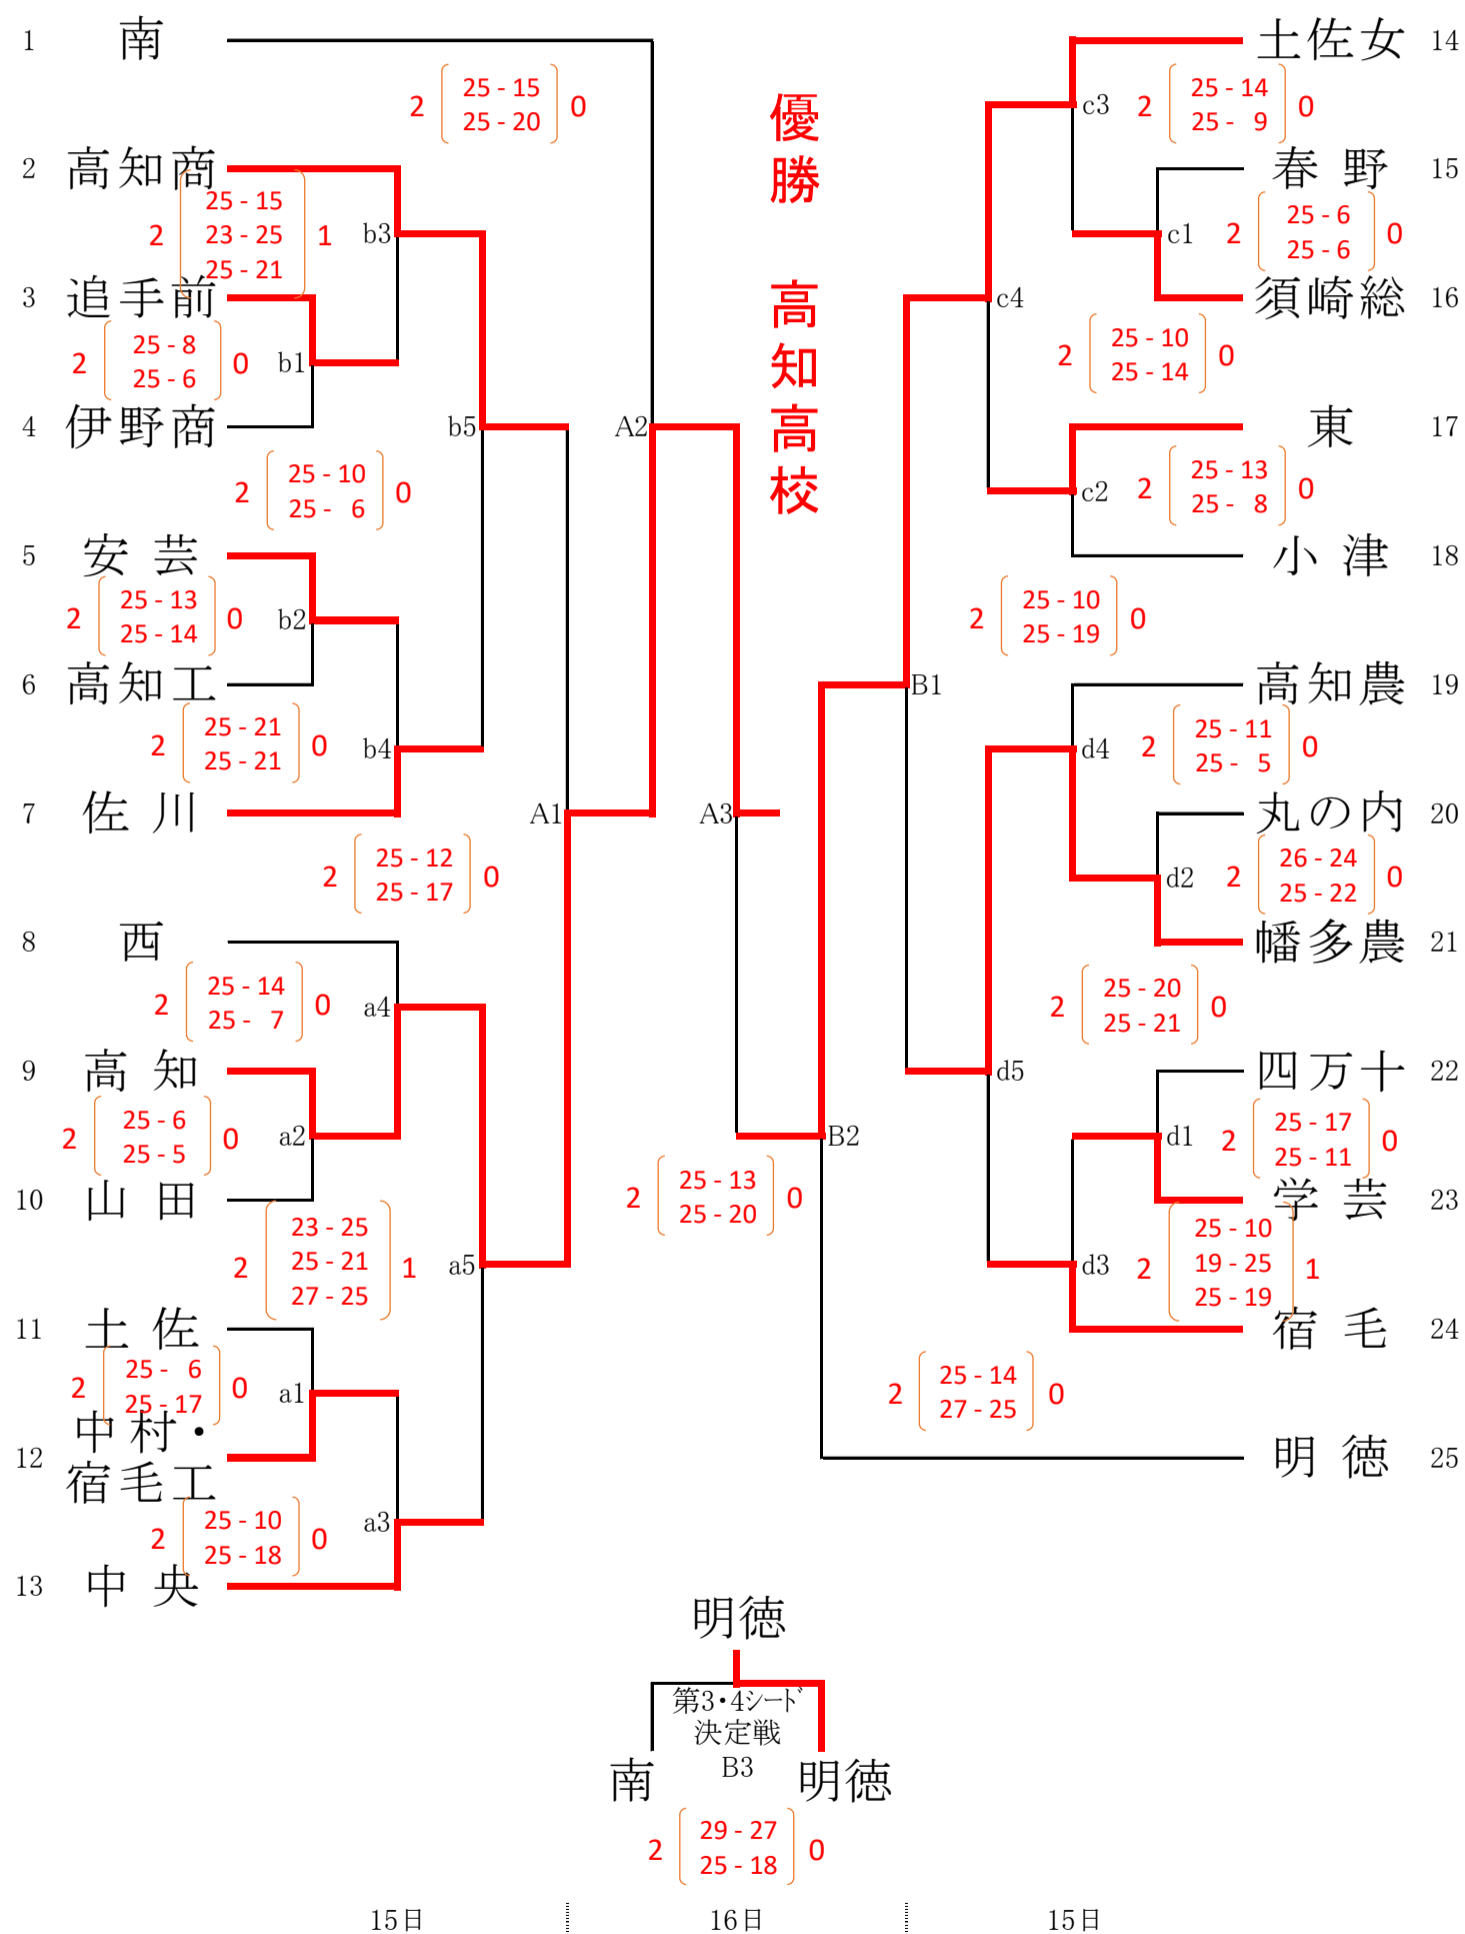 1 南
2 25 - 15 0
25 - 20
2 高知商
25 - 15
2 23 - 25 1 b3
25 - 21
3 追手前
2 25 - 8 0 b1
25 - 6
4 伊野商
b5
2 25 - 10 0
25 - 6
5 安芸
2 25 - 13 0 b2
25 - 14
6 高知工
2 25 - 21 0 b4
25 - 21
7 佐川
2 25 - 12 0
25 - 17
8 西
2 25 - 14 0 a4
25 - 7
9 高知
2 25 - 6 0 a2
25 - 5
10 山田
23 - 25
2 25 - 21 1 a5
27 - 25
11 土佐
2 25 - 6 0 a1
25 - 17
12 中村・
宿毛工
2 25 - 10 0 a3
25 - 18
13 中央
A1
A2
A3
優勝 高知高校
2 25 - 13 0
25 - 20
土佐女 14
c3 2 25 - 14 0
25 - 9
春野 15
c1 2 25 - 6 0
25 - 6
須崎総 16
c4
2 25 - 10 0
25 - 14
東 17
c2 2 25 - 13 0
25 - 8
小津 18
2 25 - 10 0
25 - 19
B1
高知農 19
d4 2 25 - 11 0
25 - 5
丸の内 20
d2 2 26 - 24 0
25 - 22
幡多農 21
2 25 - 20 0
25 - 21
d5
四万十 22
d1 2 25 - 17 0
25 - 11
B2
学芸 23
25 - 10
d3 2 19 - 25 1
25 - 19
宿毛 24
2 25 - 14 0
27 - 25
明徳 25
明徳
第3・4シード
決定戦
B3
南 明徳
2 29 - 27 0
25 - 18
15日 16日 15日